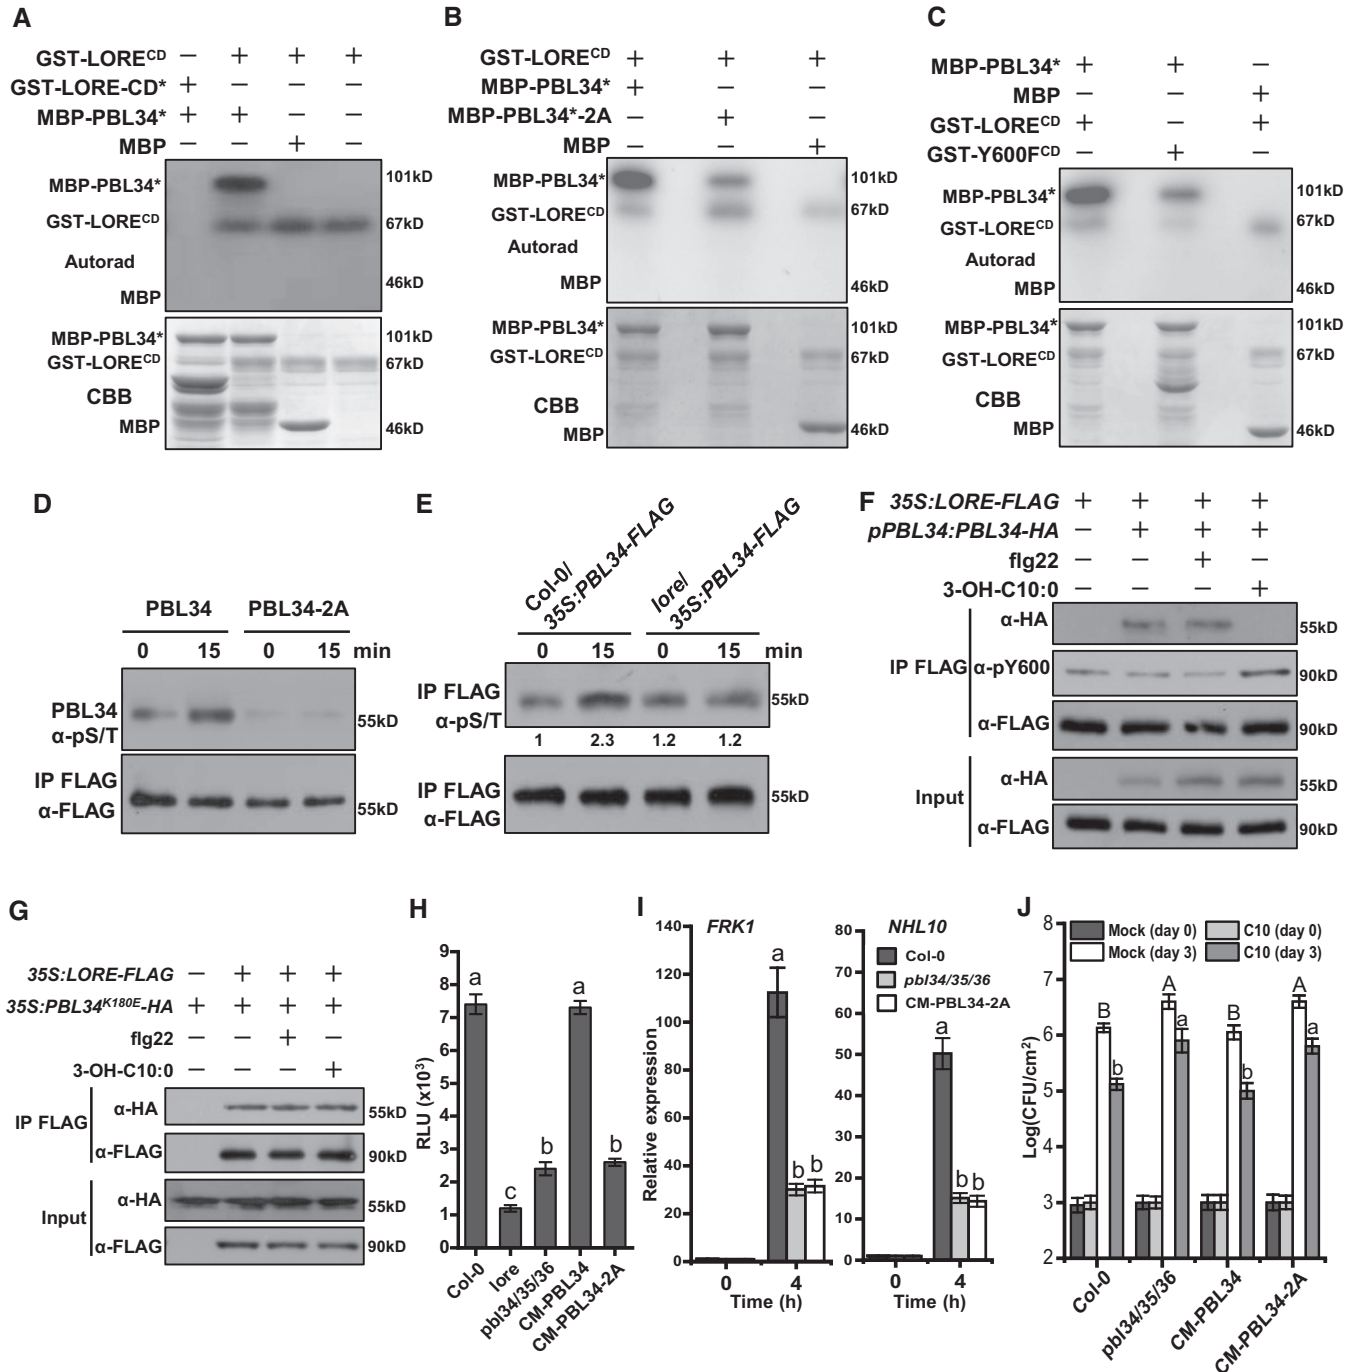 A
GST-LORE^CD − + + +
GST-LORE-CD* + − − −
MBP-PBL34* + + − −
MBP − − + −
MBP-PBL34* 101kD
GST-LORE^CD 67kD
Autorad
MBP 46kD
MBP-PBL34* 101kD
GST-LORE^CD 67kD
CBB
MBP 46kD
B
GST-LORE^CD + + +
MBP-PBL34* + − −
MBP-PBL34*-2A − + −
MBP − − +
MBP-PBL34* 101kD
GST-LORE^CD 67kD
Autorad
MBP 46kD
MBP-PBL34* 101kD
GST-LORE^CD 67kD
CBB
MBP 46kD
C
MBP-PBL34* + + −
MBP − − +
GST-LORE^CD + − +
GST-Y600F^CD − + −
MBP-PBL34* 101kD
GST-LORE^CD 67kD
Autorad
MBP 46kD
MBP-PBL34* 101kD
GST-LORE^CD 67kD
CBB
MBP 46kD
D
PBL34 PBL34-2A
0 15 0 15 min
PBL34
α-pS/T 55kD
IP FLAG
α-FLAG 55kD
E
Col-0/
35S:PBL34-FLAG
lore/
35S:PBL34-FLAG
0 15 0 15 min
IP FLAG
α-pS/T 55kD
1 2.3 1.2 1.2
IP FLAG
α-FLAG 55kD
F
35S:LORE-FLAG + + + +
pPBL34:PBL34-HA − + + +
flg22 − − + −
3-OH-C10:0 − − − +
IP FLAG
α-HA 55kD
α-pY600 90kD
α-FLAG 90kD
Input
α-HA 55kD
α-FLAG 90kD
G
35S:LORE-FLAG − + + +
35S:PBL34^K180E-HA + + + +
flg22 − − + −
3-OH-C10:0 − − − +
IP FLAG
α-HA 55kD
α-FLAG 90kD
Input
α-HA 55kD
α-FLAG 90kD
H
RLU (x10³)
9
8
7
6
5
4
3
2
1
0
a c b a b
Col-0 lore pbl34/35/36 CM-PBL34 CM-PBL34-2A
I
FRK1
Relative expression
140
120
100
80
60
40
20
0
a b b
0 4
Time (h)
NHL10
80
70
60
50
40
30
20
10
0
Col-0
pbl34/35/36
CM-PBL34-2A
a b b
0 4
Time (h)
J
Log(CFU/cm²)
8
7
6
5
4
3
2
Mock (day 0) C10 (day 0)
Mock (day 3) C10 (day 3)
B b A a B b A a
Col-0 pbl34/35/36 CM-PBL34 CM-PBL34-2A